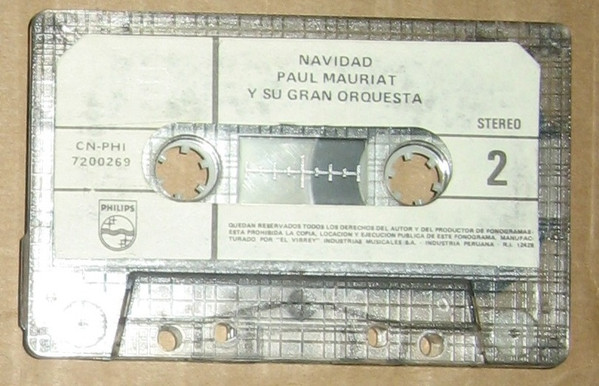 NAVIDAD
PAUL MAURIAT
Y SU GRAN ORQUESTA
STEREO
CN-PHI
7200269
2
PHILIPS
QUEDAN RESERVADOS TODOS LOS DERECHOS DEL AUTOR Y DEL PRODUCTOR DE FONOGRAMAS-
ESTA PROHIBIDA LA COPIA, LOCACION Y EJECUCION PUBLICA DE ESTE FONOGRAMA. MANUFAC-
TURADO POR "EL VIRREY" INDUSTRIAS MUSICALES S.A. - INDUSTRIA PERUANA - R.I.